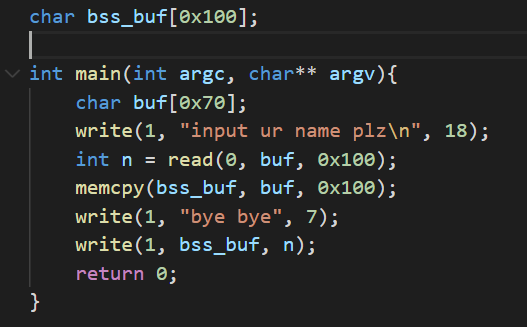 char bss_buf[0x100];
int main(int argc, char** argv){
char buf[0x70];
write(1, "input ur name plz\n", 18);
int n = read(0, buf, 0x100);
memcpy(bss_buf, buf, 0x100);
write(1, "bye bye", 7);
write(1, bss_buf, n);
return 0;
}